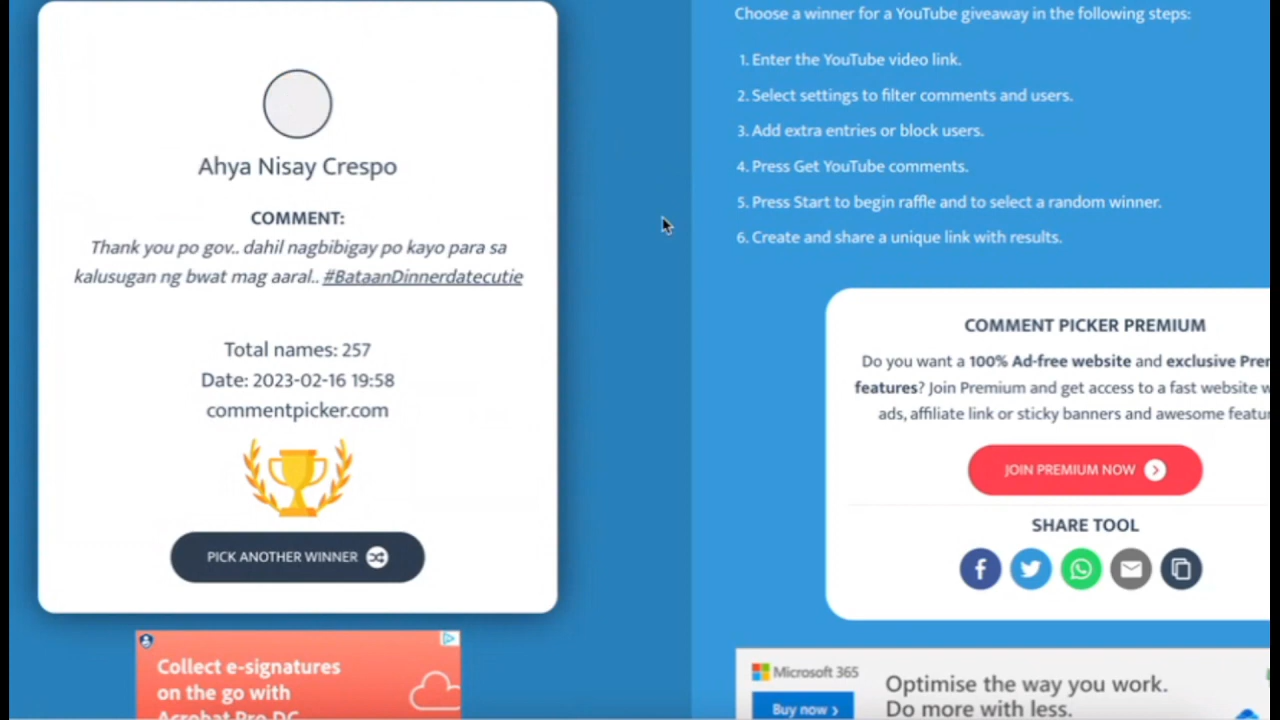 Ahya Nisay Crespo
COMMENT:
Thank you po gov.. dahil nagbibigay po kayo para sa
kalusugan ng bwat mag aaral.. #BataanDinnerdatecutie
Total names: 257
Date: 2023-02-16 19:58
commentpicker.com
PICK ANOTHER WINNER
Collect e-signatures
on the go with
Acrobat Pro DC
Choose a winner for a YouTube giveaway in the following steps:
1. Enter the YouTube video link.
2. Select settings to filter comments and users.
3. Add extra entries or block users.
4. Press Get YouTube comments.
5. Press Start to begin raffle and to select a random winner.
6. Create and share a unique link with results.
COMMENT PICKER PREMIUM
Do you want a 100% Ad-free website and exclusive
features? Join Premium and get access to a fast website
ads, affiliate link or sticky banners and awesome
JOIN PREMIUM NOW
SHARE TOOL
Microsoft 365
Buy now
Optimise the way you work.
Do more with less.